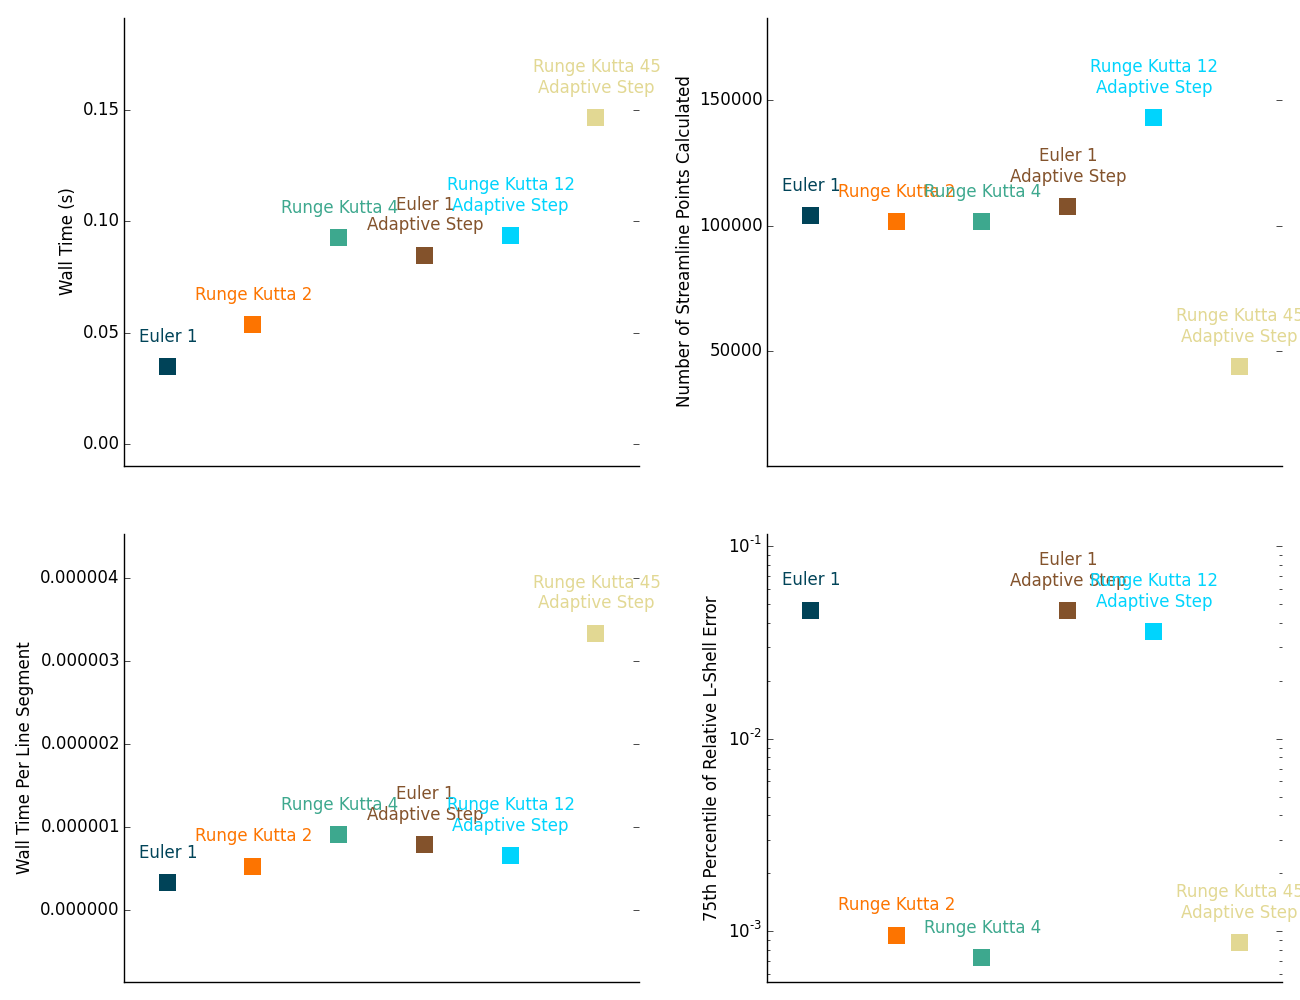 Wall Time (s)
0.15
0.10
0.05
0.00
Euler 1
Runge Kutta 2
Runge Kutta 4
Euler 1
Adaptive Step
Runge Kutta 12
Adaptive Step
Runge Kutta 45
Adaptive Step
Number of Streamline Points Calculated
150000
100000
50000
Euler 1
Runge Kutta 2
Runge Kutta 4
Euler 1
Adaptive Step
Runge Kutta 12
Adaptive Step
Runge Kutta 45
Adaptive Step
Wall Time Per Line Segment
0.000004
0.000003
0.000002
0.000001
0.000000
Euler 1
Runge Kutta 2
Runge Kutta 4
Euler 1
Adaptive Step
Runge Kutta 12
Adaptive Step
Runge Kutta 45
Adaptive Step
75th Percentile of Relative L-Shell Error
10⁻¹
10⁻²
10⁻³
Euler 1
Runge Kutta 2
Runge Kutta 4
Euler 1
Adaptive Step
Runge Kutta 12
Adaptive Step
Runge Kutta 45
Adaptive Step